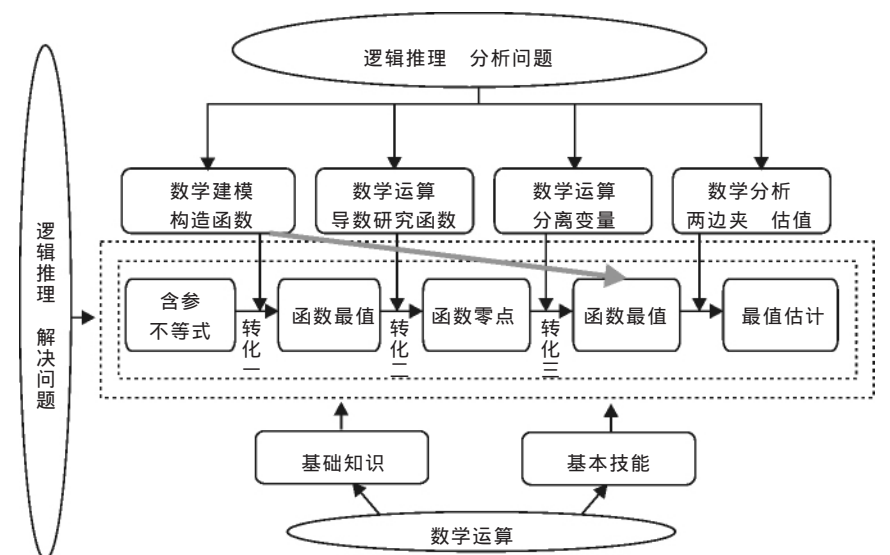 逻辑推理　分析问题
数学建模
构造函数
数学运算
导数研究函数
数学运算
分离变量
数学分析
两边夹　估值
逻辑推理　解决问题
含参
不等式
转化一
函数最值
转化二
函数零点
转化三
函数最值
最值估计
基础知识
基本技能
数学运算